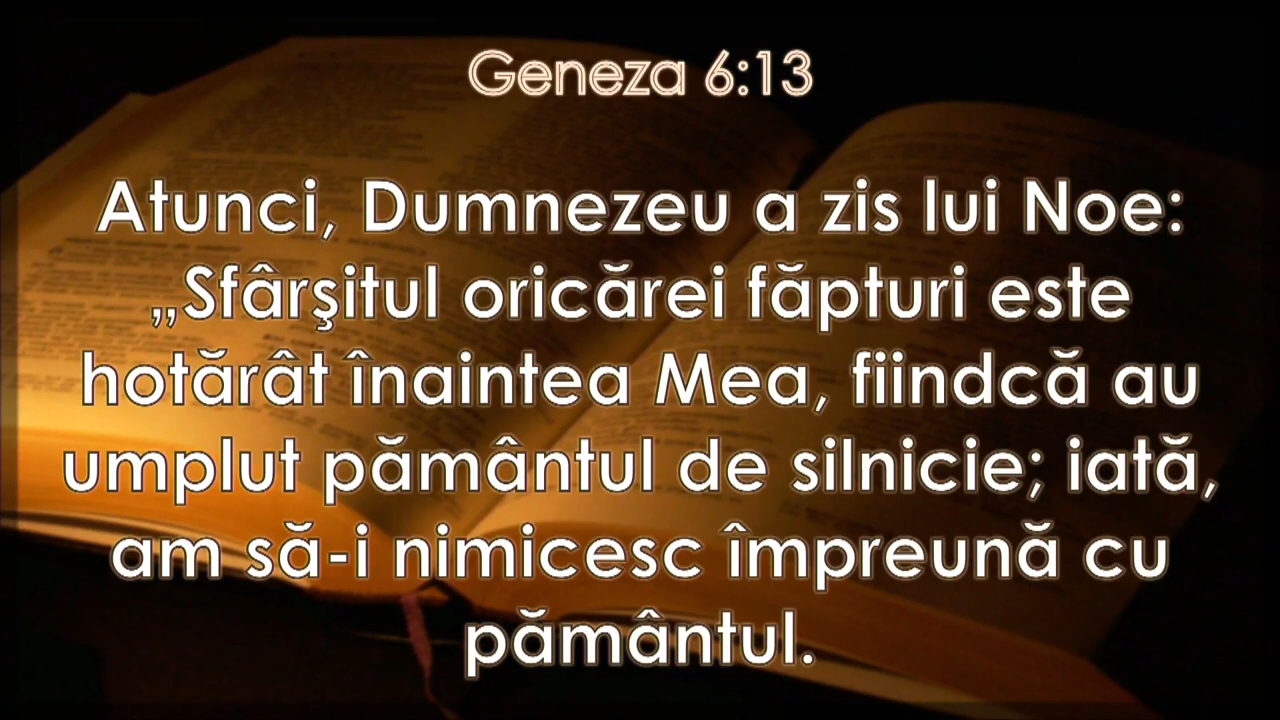 Geneza 6:13
Atunci, Dumnezeu a zis lui Noe:
„Sfârşitul oricărei făpturi este
hotărât înaintea Mea, fiindcă au
umplut pământul de silnicie; iată,
am să-i nimicesc împreună cu
pământul.